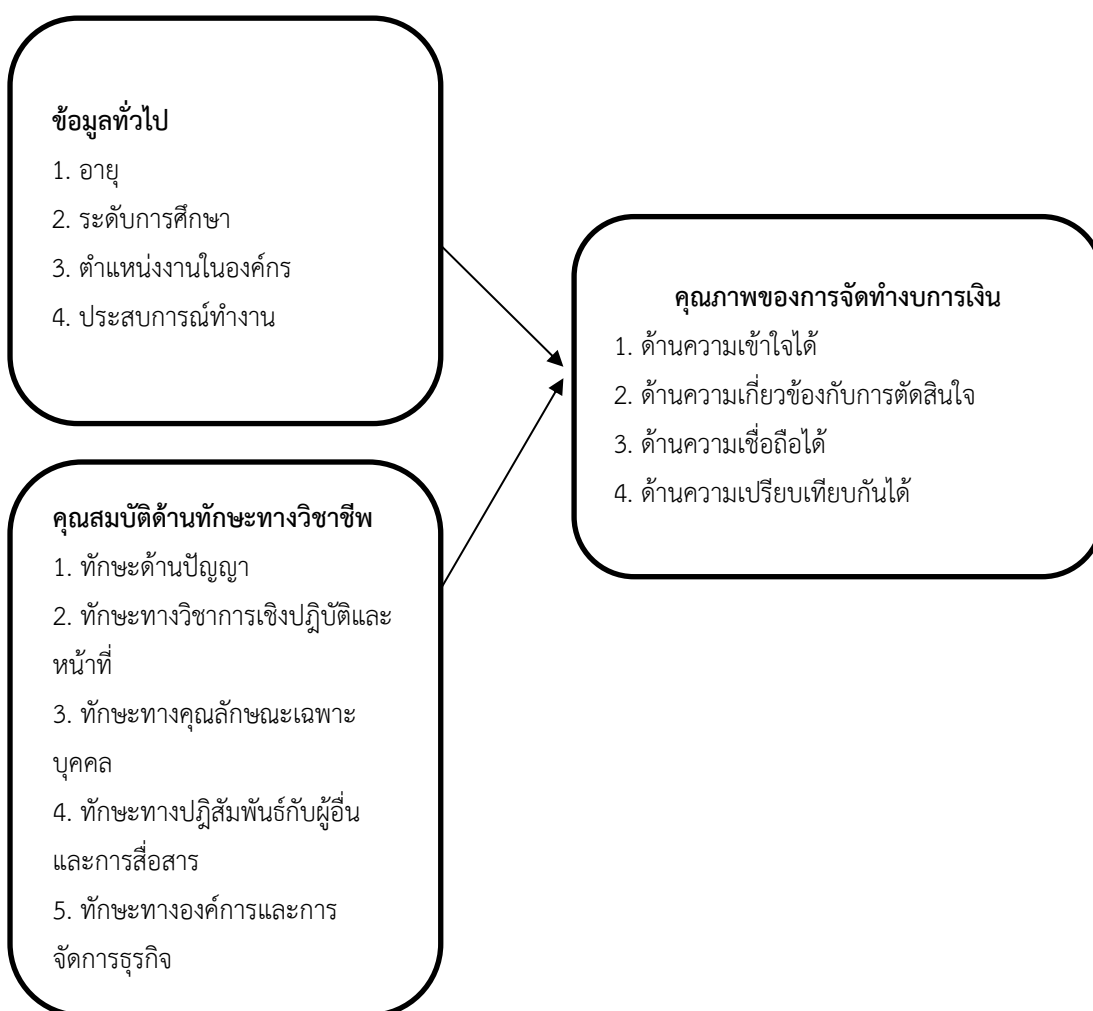 ข้อมูลทั่วไป
1. อายุ
2. ระดับการศึกษา
3. ตำแหน่งงานในองค์กร
4. ประสบการณ์ทำงาน
คุณภาพของการจัดทำงบการเงิน
1. ด้านความเข้าใจได้
2. ด้านความเกี่ยวข้องกับการตัดสินใจ
3. ด้านความเชื่อถือได้
4. ด้านความเปรียบเทียบกันได้
คุณสมบัติด้านทักษะทางวิชาชีพ
1. ทักษะด้านปัญญา
2. ทักษะทางวิชาการเชิงปฏิบัติและ
หน้าที่
3. ทักษะทางคุณลักษณะเฉพาะ
บุคคล
4. ทักษะทางปฏิสัมพันธ์กับผู้อื่น
และการสื่อสาร
5. ทักษะทางองค์การและการ
จัดการธุรกิจ